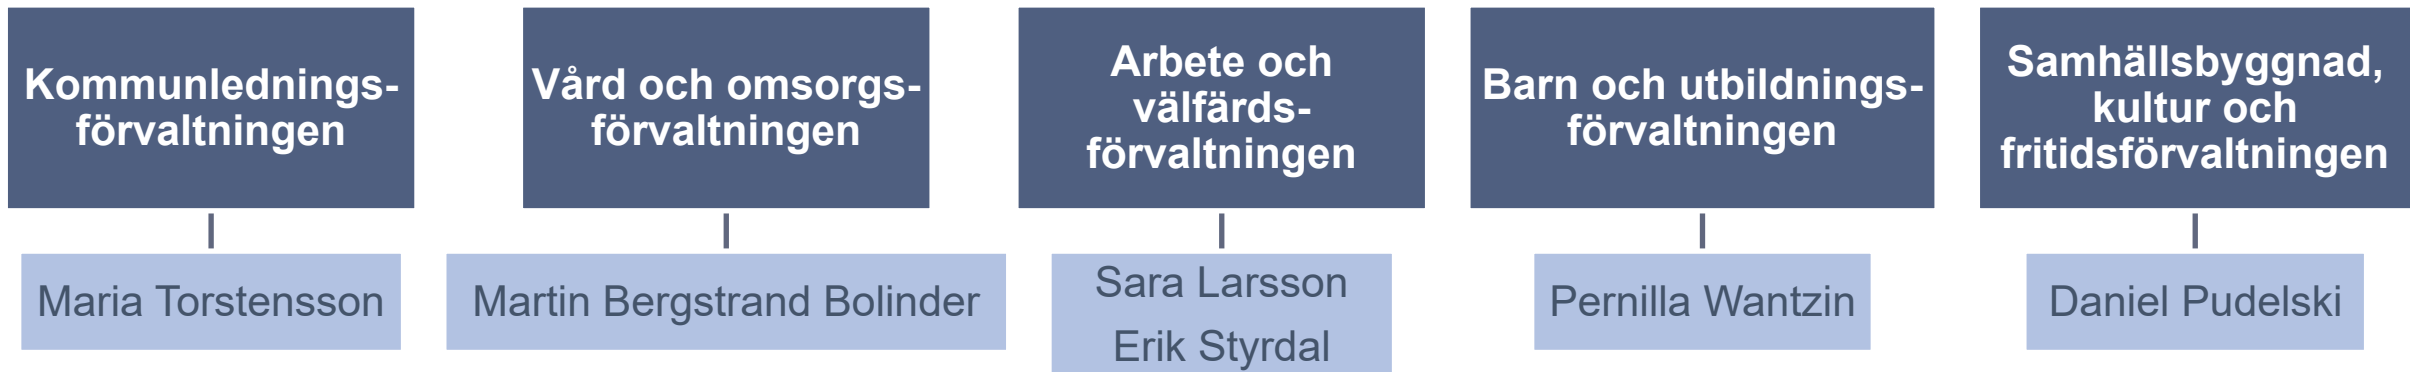 Kommunlednings-
förvaltningen
Maria Torstensson
Vård och omsorgs-
förvaltningen
Martin Bergstrand Bolinder
Arbete och
välfärds-
förvaltningen
Sara Larsson
Erik Styrdal
Barn och utbildnings-
förvaltningen
Pernilla Wantzin
Samhällsbyggnad,
kultur och
fritidsförvaltningen
Daniel Pudelski